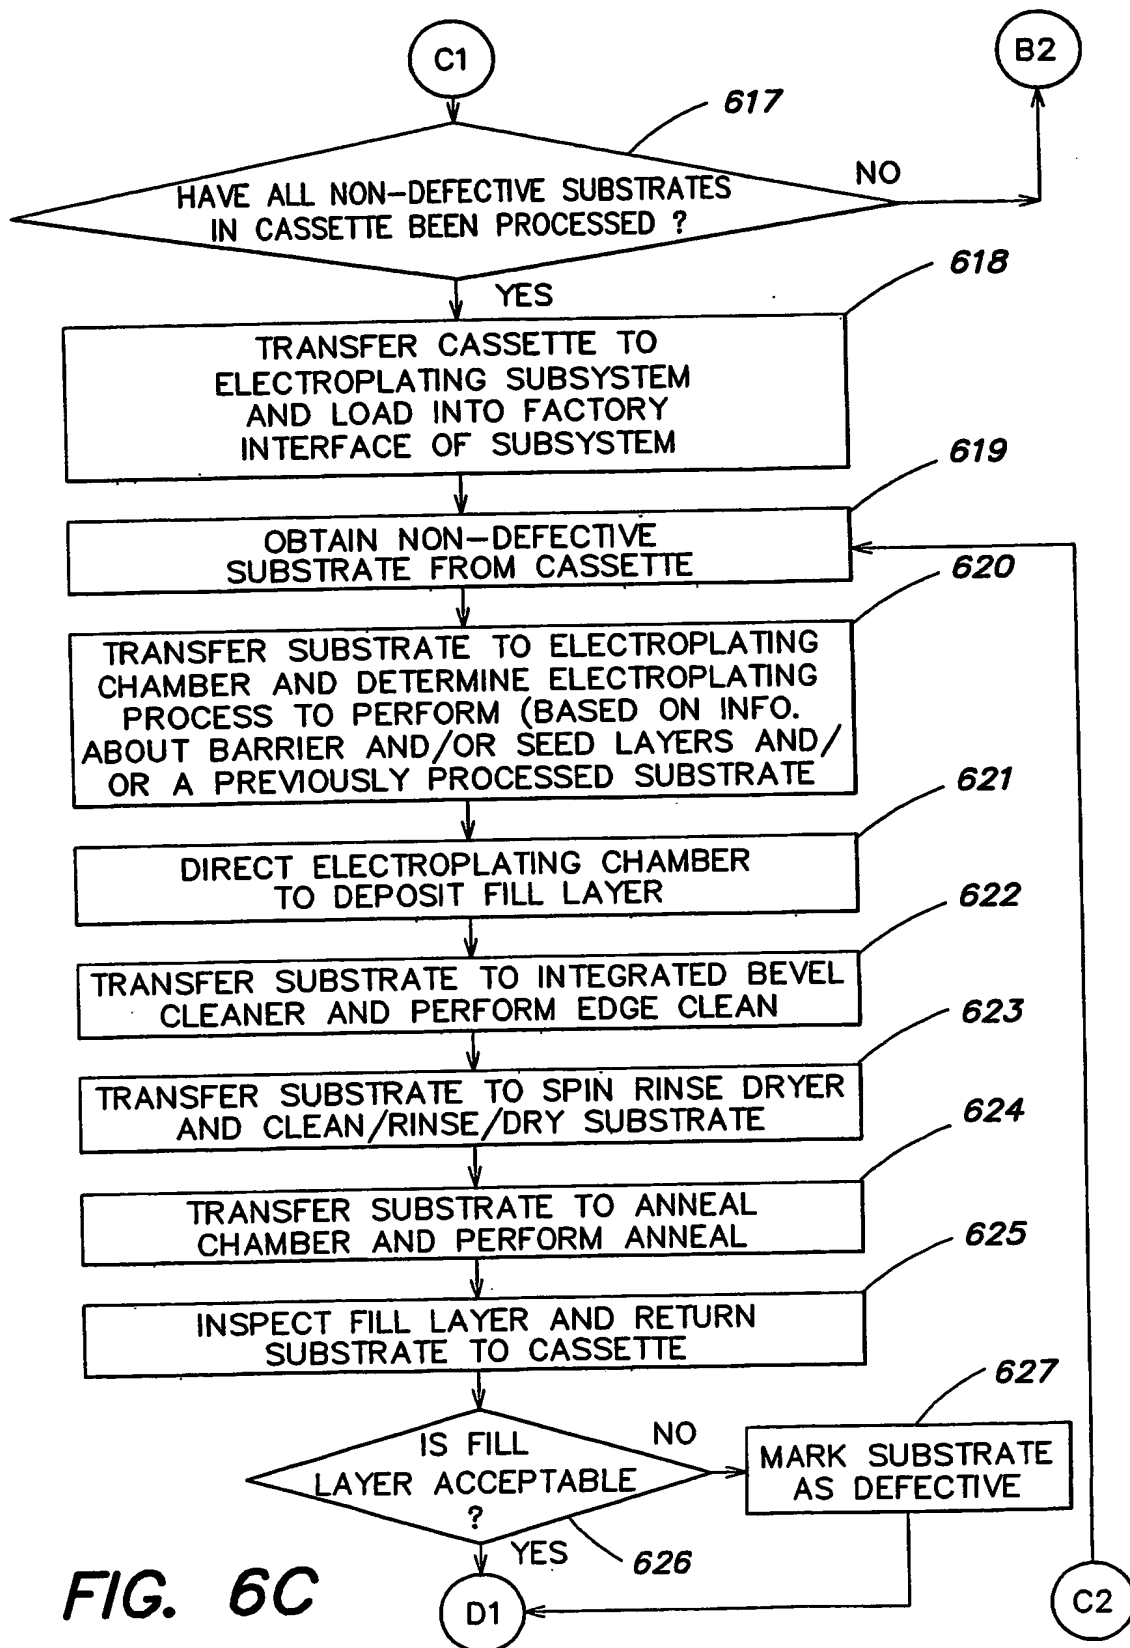 C1
B2
617
HAVE ALL NON-DEFECTIVE SUBSTRATES
IN CASSETTE BEEN PROCESSED ?
NO
YES
618
TRANSFER CASSETTE TO
ELECTROPLATING SUBSYSTEM
AND LOAD INTO FACTORY
INTERFACE OF SUBSYSTEM
619
OBTAIN NON-DEFECTIVE
SUBSTRATE FROM CASSETTE
620
TRANSFER SUBSTRATE TO ELECTROPLATING
CHAMBER AND DETERMINE ELECTROPLATING
PROCESS TO PERFORM (BASED ON INFO.
ABOUT BARRIER AND/OR SEED LAYERS AND/
OR A PREVIOUSLY PROCESSED SUBSTRATE
621
DIRECT ELECTROPLATING CHAMBER
TO DEPOSIT FILL LAYER
622
TRANSFER SUBSTRATE TO INTEGRATED BEVEL
CLEANER AND PERFORM EDGE CLEAN
623
TRANSFER SUBSTRATE TO SPIN RINSE DRYER
AND CLEAN/RINSE/DRY SUBSTRATE
624
TRANSFER SUBSTRATE TO ANNEAL
CHAMBER AND PERFORM ANNEAL
625
INSPECT FILL LAYER AND RETURN
SUBSTRATE TO CASSETTE
627
IS FILL
LAYER ACCEPTABLE
?
NO
MARK SUBSTRATE
AS DEFECTIVE
YES
626
D1
C2
FIG. 6C